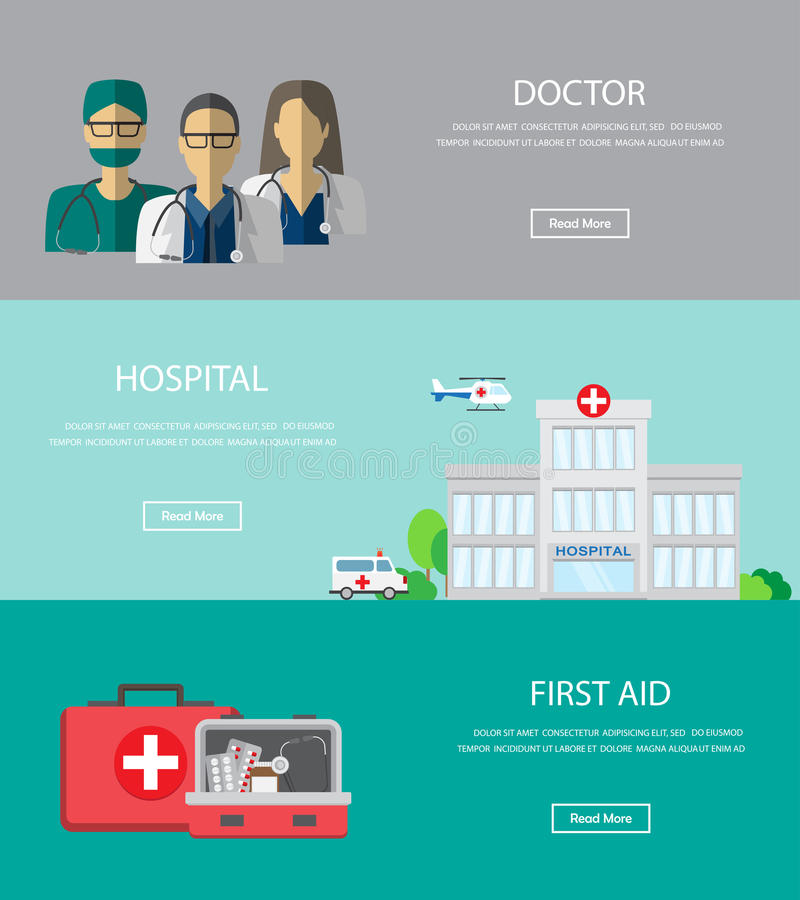 DOCTOR
DOLOR SIT AMET CONSECTETUR ADIPISICING ELIT, SED DO EIUSMOD
TEMPOR INCIDIDUNT UT LABORE ET DOLORE MAGNA ALIQUA UT ENIM AD
Read More
HOSPITAL
DOLOR SIT AMET, CONSECTETUR ADIPISICING ELIT, SED DO EIUSMOD
TEMPOR INCIDIDUNT UT LABORE ET DOLORE MAGNA ALIQUA UT ENIM AD
dreamstime
Read More
HOSPITAL
FIRST AID
DOLOR SIT AMET, CONSECTETUR ADIPISICING ELIT, SED DO EIUSMOD
TEMPOR INCIDIDUNT UT LABORE ET DOLORE MAGNA ALIQUA UT ENIM AD
Read More